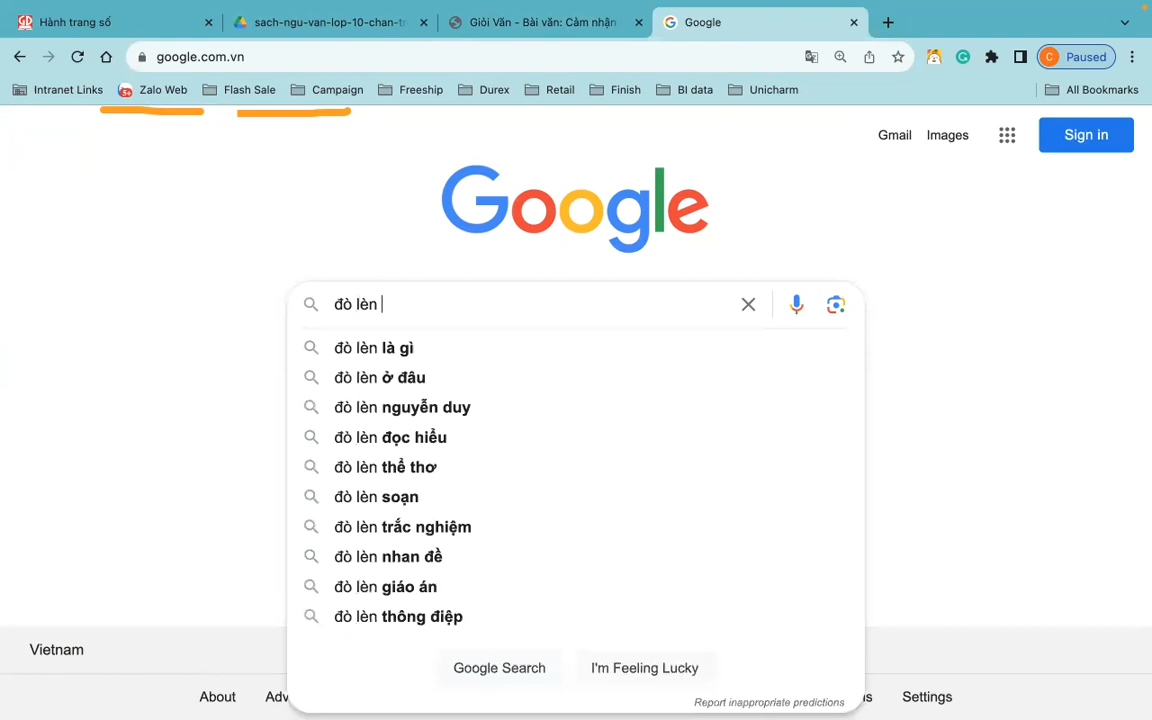 Hành trang số
sach-ngu-van-lop-10-chan-tr
Giỏi Văn - Bài văn: Cảm nhận
Google
google.com.vn
Paused
Intranet Links
Zalo Web
Flash Sale
Campaign
Freeship
Durex
Retail
Finish
BI data
Unicharm
All Bookmarks
Gmail
Images
Sign in
Google
đò lèn
đò lèn là gì
đò lèn ở đâu
đò lèn nguyễn duy
đò lèn đọc hiểu
đò lèn thể thơ
đò lèn soạn
đò lèn trắc nghiệm
đò lèn nhan đề
đò lèn giáo án
đò lèn thông điệp
Vietnam
Google Search
I'm Feeling Lucky
Report inappropriate predictions
About
Settings